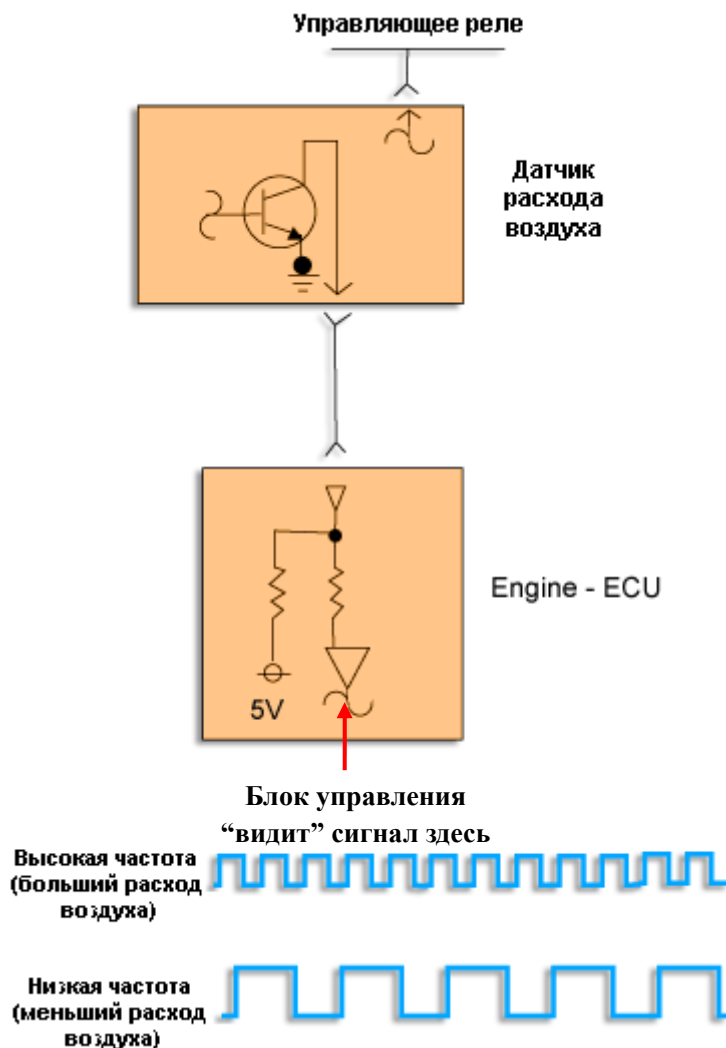 Управляющее реле
Датчик
расхода
воздуха
Engine - ECU
5V
Блок управления
“видит” сигнал здесь
Высокая частота
(больший расход
воздуха)
Низкая частота
(меньший расход
воздуха)